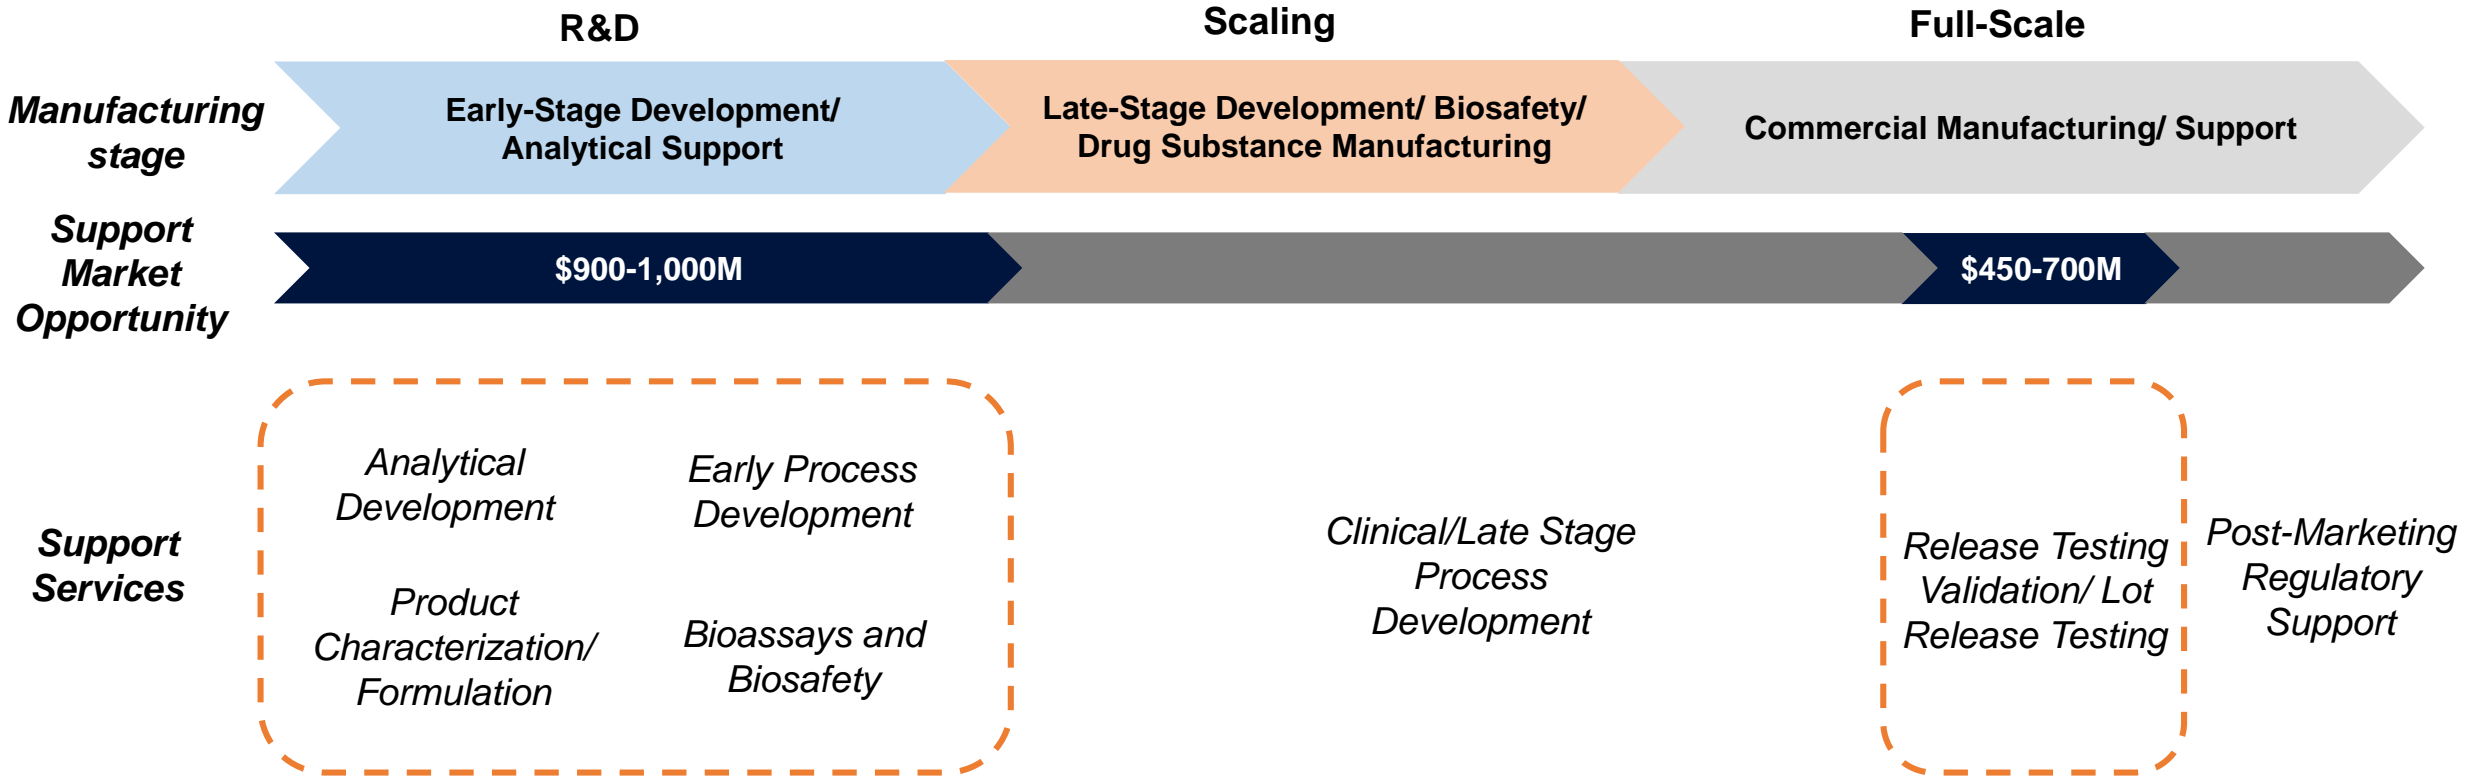 R&D
Scaling
Full-Scale
Manufacturing
stage
Early-Stage Development/
Analytical Support
Late-Stage Development/ Biosafety/
Drug Substance Manufacturing
Commercial Manufacturing/ Support
Support
Market
Opportunity
$900-1,000M
$450-700M
Support
Services
Analytical
Development
Early Process
Development
Product
Characterization/
Formulation
Bioassays and
Biosafety
Clinical/Late Stage
Process
Development
Release Testing
Validation/ Lot
Release Testing
Post-Marketing
Regulatory
Support